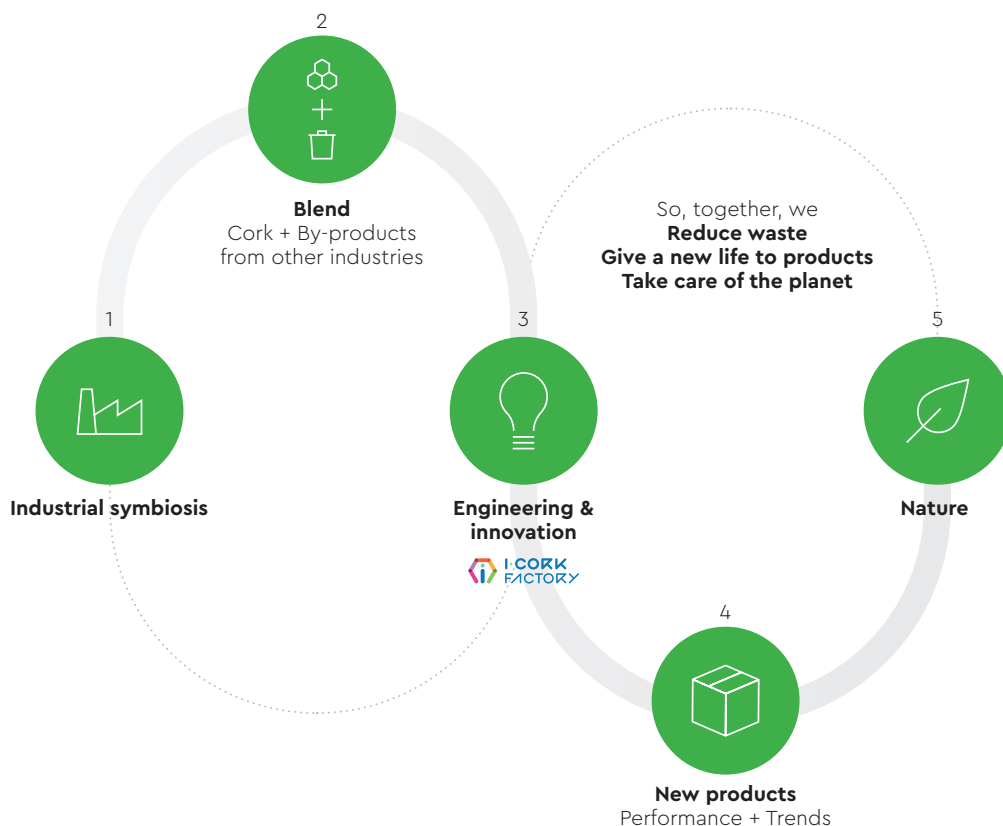 2
Blend
Cork + By-products
from other industries
So, together, we
Reduce waste
Give a new life to products
Take care of the planet
1
Industrial symbiosis
3
Engineering &
innovation
I·CORK
FACTORY
5
Nature
4
New products
Performance + Trends